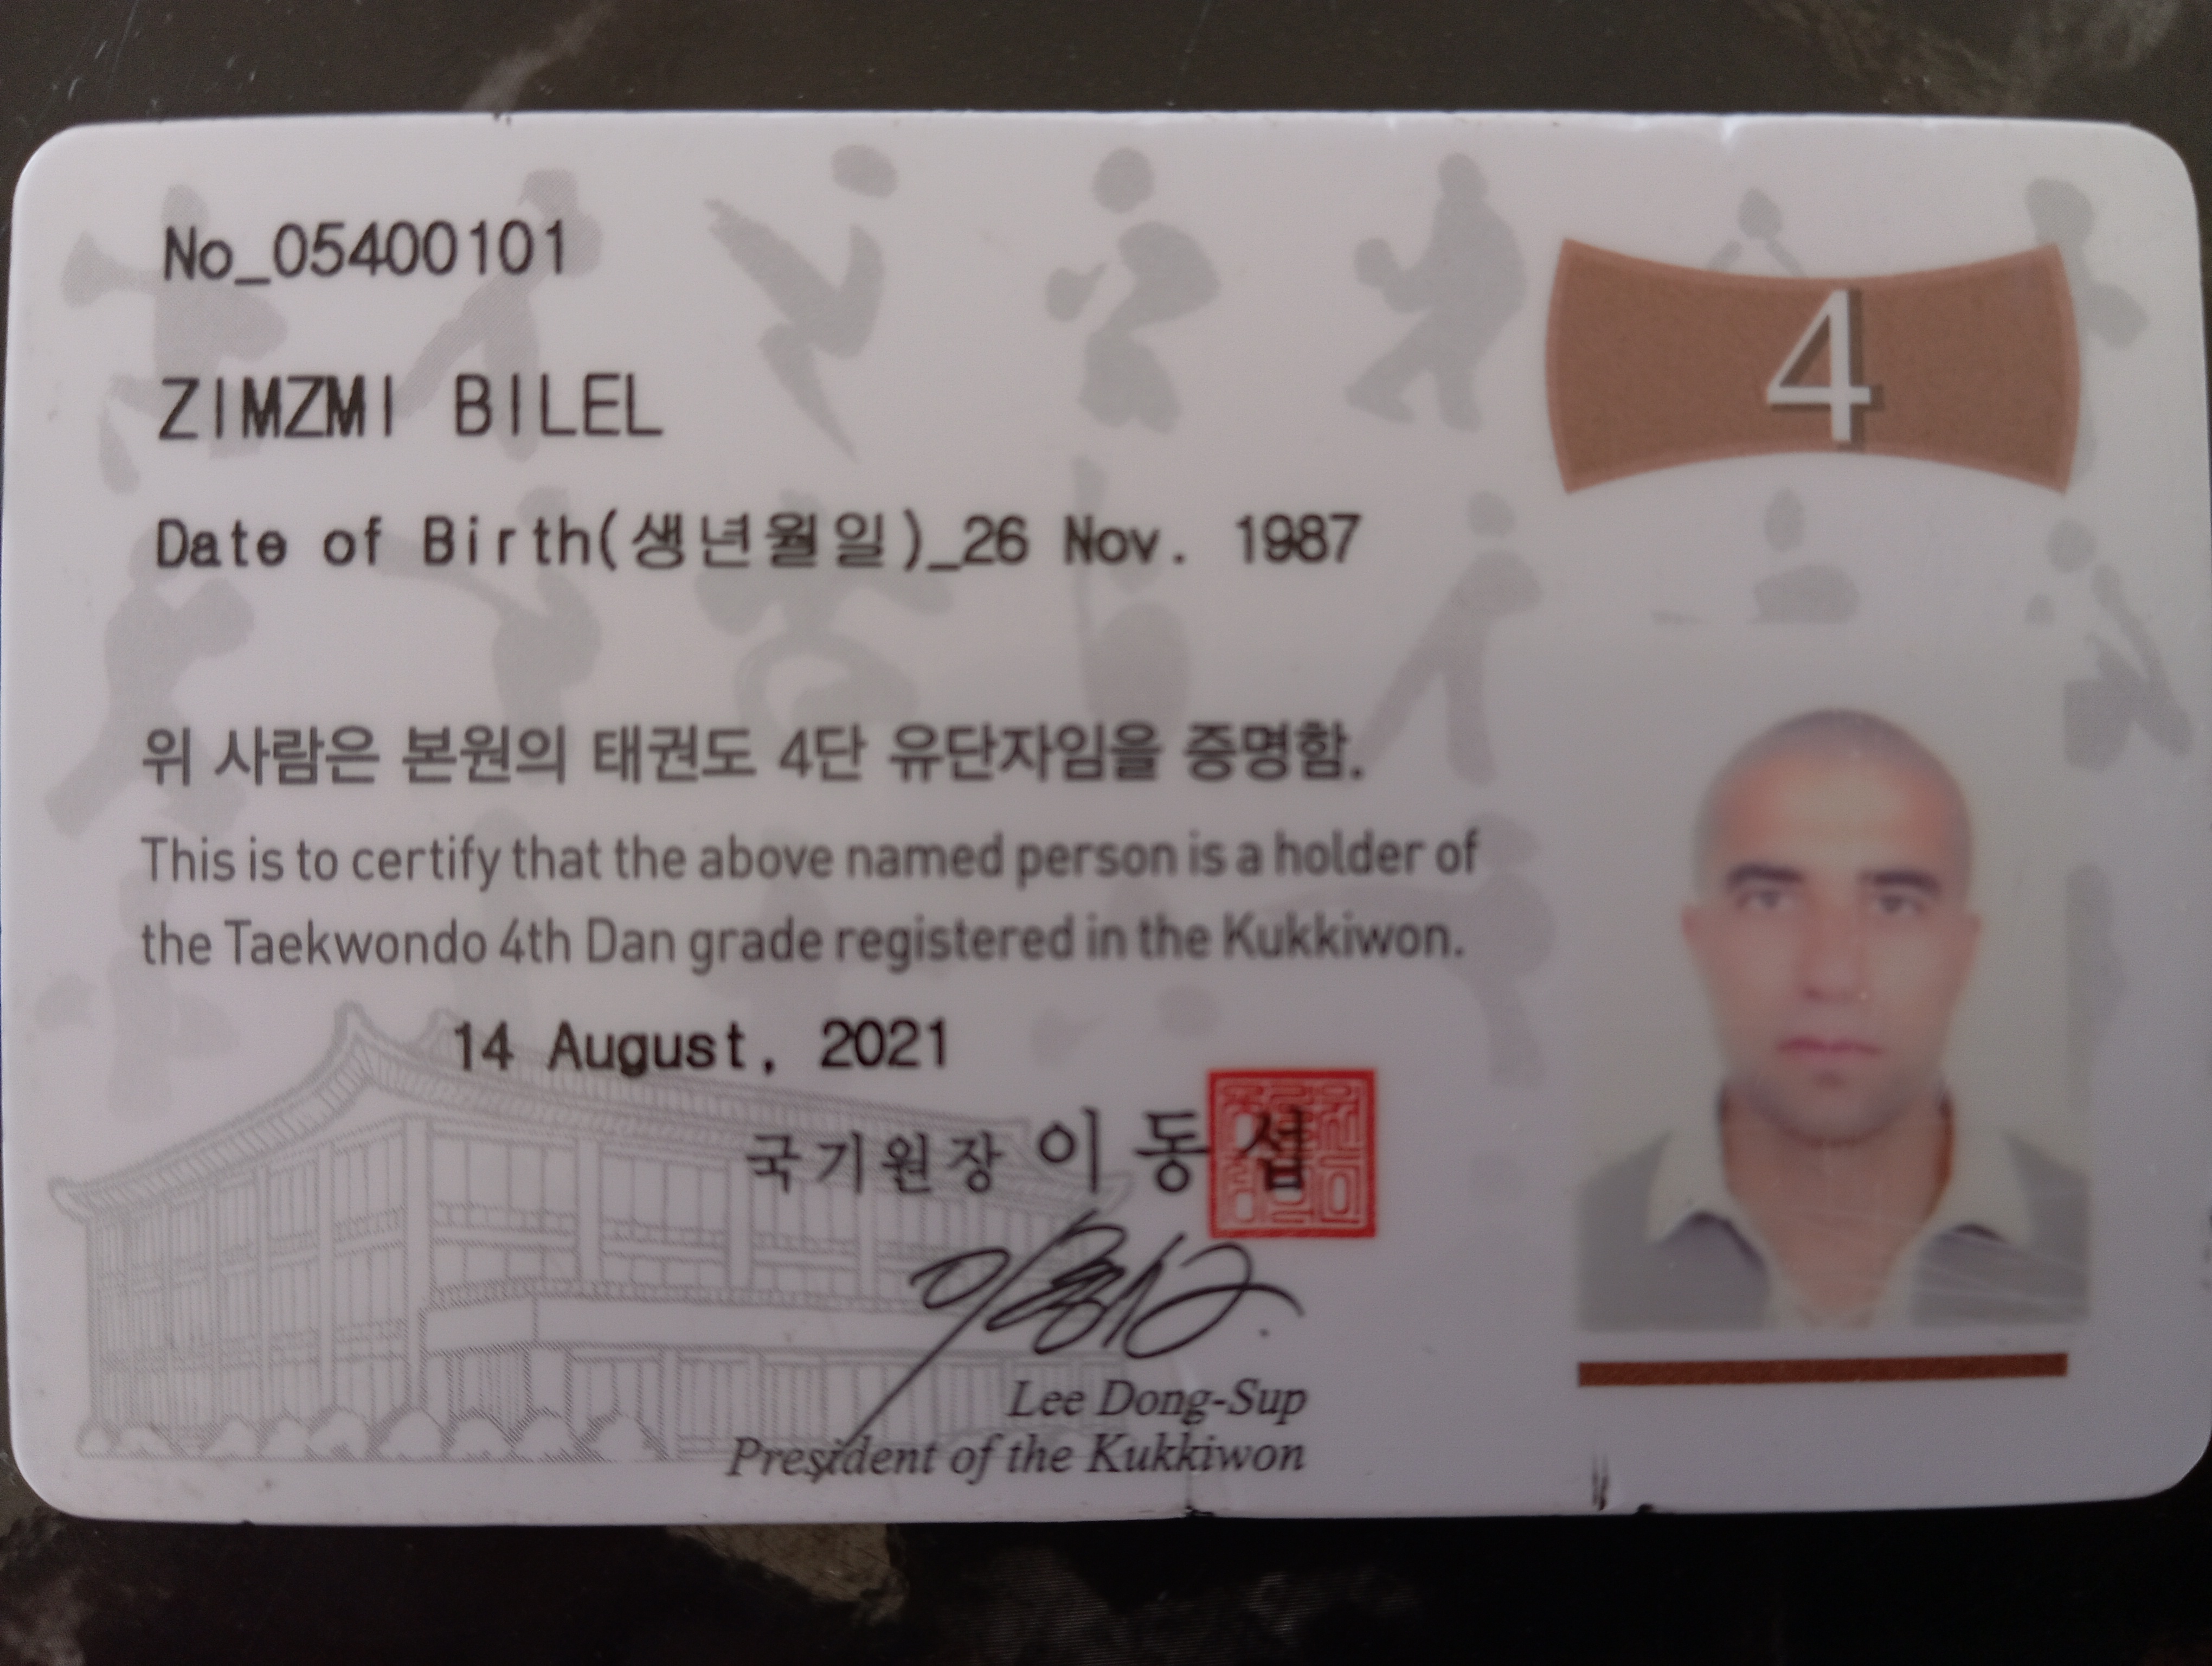 No_05400101
4
ZIMZMI BILEL
Date of Birth(생년월일)_26 Nov. 1987
위 사람은 본원의 태권도 4단 유단자임을 증명함.
This is to certify that the above named person is a holder of
the Taekwondo 4th Dan grade registered in the Kukkiwon.
14 August, 2021
국기원장 이동섭
Lee Dong-Sup
President of the Kukkiwon